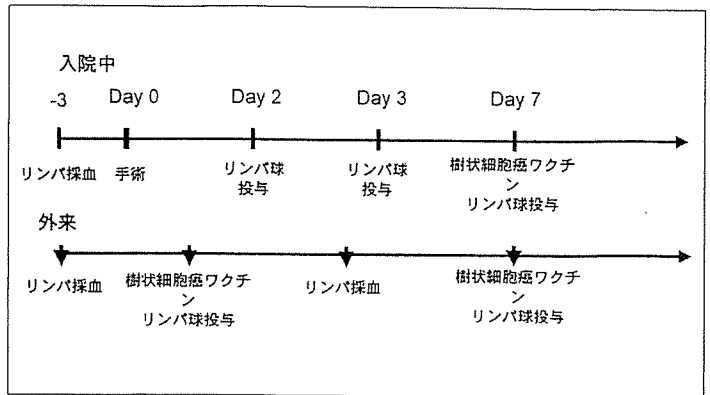 入院中
-3 Day 0 Day 2 Day 3 Day 7
リンパ採血 手術 リンパ球 リンパ球 樹状細胞癌ワクチ
投与 投与 ン
リンパ球投与
外来
リンパ採血 樹状細胞癌ワクチ リンパ採血 樹状細胞癌ワクチ
ン ン
リンパ球投与 リンパ球投与